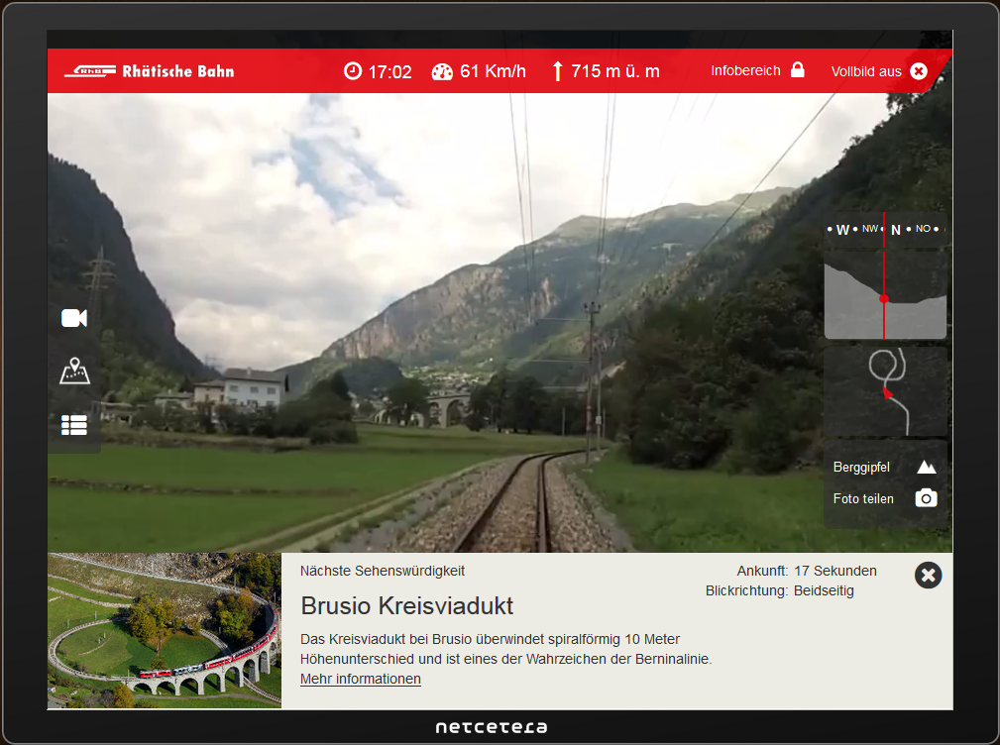 RhB Rhätische Bahn
17:02
61 Km/h
715 m ü. m
Infobereich
Vollbild aus
• W • NW • N • NO •
Berggipfel
Foto teilen
Nächste Sehenswürdigkeit
Ankunft: 17 Sekunden
Blickrichtung: Beidseitig
Brusio Kreisviadukt
Das Kreisviadukt bei Brusio überwindet spiralförmig 10 Meter
Höhenunterschied und ist eines der Wahrzeichen der Berninalinie.
Mehr informationen
netcetera